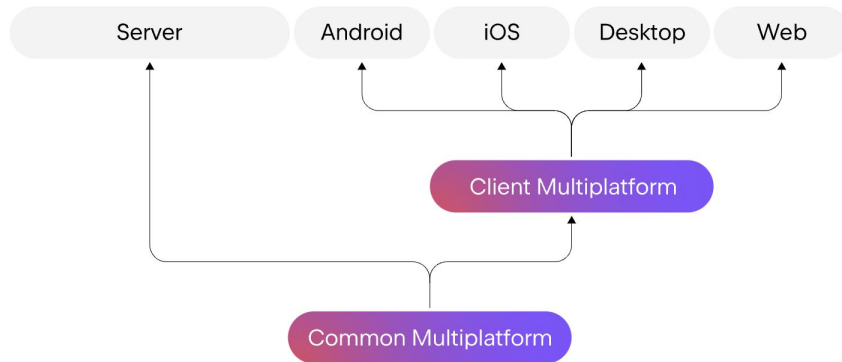 Server
Android
iOS
Desktop
Web
Client Multiplatform
Common Multiplatform